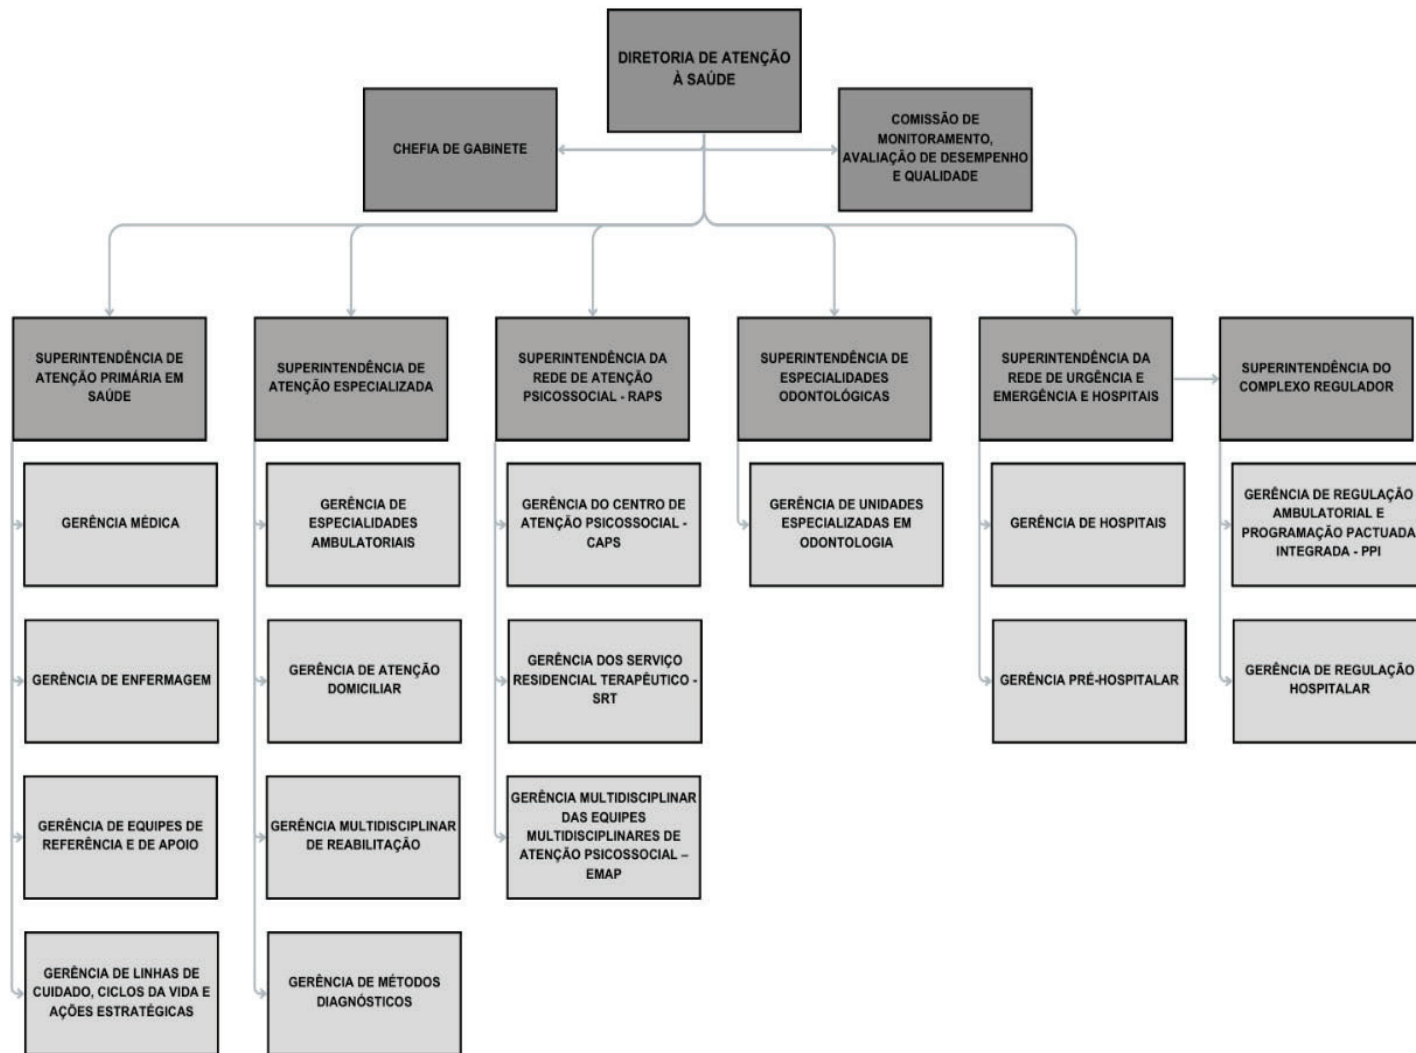 DIRETORIA DE ATENÇÃO
À SAÚDE
CHEFIA DE GABINETE
COMISSÃO DE
MONITORAMENTO,
AVALIAÇÃO DE DESEMPENHO
E QUALIDADE
SUPERINTENDÊNCIA DE
ATENÇÃO PRIMÁRIA EM
SAÚDE
SUPERINTENDÊNCIA DE
ATENÇÃO ESPECIALIZADA
SUPERINTENDÊNCIA DA
REDE DE ATENÇÃO
PSICOSSOCIAL - RAPS
SUPERINTENDÊNCIA DE
ESPECIALIDADES
ODONTOLÓGICAS
SUPERINTENDÊNCIA DA
REDE DE URGÊNCIA E
EMERGÊNCIA E HOSPITAIS
SUPERINTENDÊNCIA DO
COMPLEXO REGULADOR
GERÊNCIA MÉDICA
GERÊNCIA DE
ESPECIALIDADES
AMBULATORIAIS
GERÊNCIA DO CENTRO DE
ATENÇÃO PSICOSSOCIAL -
CAPS
GERÊNCIA DE UNIDADES
ESPECIALIZADAS EM
ODONTOLOGIA
GERÊNCIA DE HOSPITAIS
GERÊNCIA DE REGULAÇÃO
AMBULATORIAL E
PROGRAMAÇÃO PACTUADA
INTEGRADA - PPI
GERÊNCIA DE ENFERMAGEM
GERÊNCIA DE ATENÇÃO
DOMICILIAR
GERÊNCIA DOS SERVIÇO
RESIDENCIAL TERAPÊUTICO -
SRT
GERÊNCIA PRÉ-HOSPITALAR
GERÊNCIA DE REGULAÇÃO
HOSPITALAR
GERÊNCIA DE EQUIPES DE
REFERÊNCIA E DE APOIO
GERÊNCIA MULTIDISCIPLINAR
DE REABILITAÇÃO
GERÊNCIA MULTIDISCIPLINAR
DAS EQUIPES
MULTIDISCIPLINARES DE
ATENÇÃO PSICOSSOCIAL –
EMAP
GERÊNCIA DE LINHAS DE
CUIDADO, CICLOS DA VIDA E
AÇÕES ESTRATÉGICAS
GERÊNCIA DE MÉTODOS
DIAGNÓSTICOS